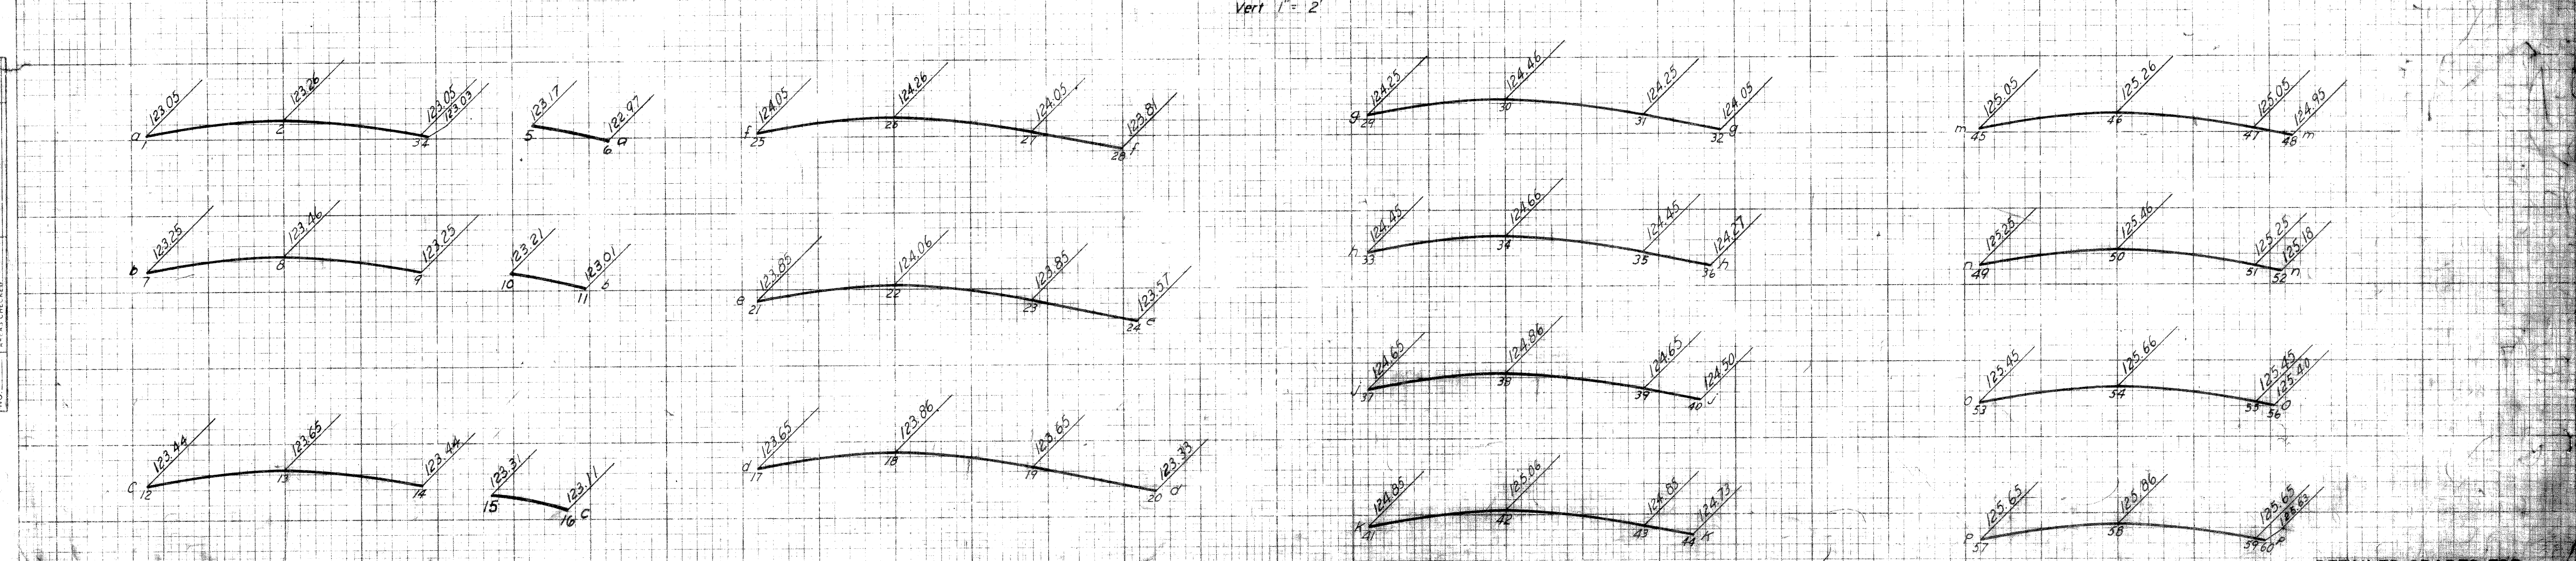 Vert 1" = 2'
a 123.05 123.26 123.05 123.03 123.17 122.97 a
1 2 3 4 5 6
f 124.05 124.26 124.05 123.81 f
25 26 27 28
g 124.25 124.46 124.25 124.05 g
29 30 31 32
m 125.05 125.26 125.05 124.95 m
45 46 47 48
b 123.25 123.46 123.25 123.21 123.01 b
7 8 9 10 11
e 123.85 124.06 123.85 123.57 e
21 22 23 24
h 124.45 124.66 124.45 124.27 h
33 34 35 36
n 125.25 125.46 125.25 125.18 n
49 50 51 52
j 124.65 124.86 124.65 124.50 j
37 38 39 40
o 125.45 125.66 125.45 125.40 o
53 54 55 56
c 123.44 123.65 123.44 123.31 123.11 c
12 13 14 15 16
d 123.65 123.86 123.65 123.33 d
17 18 19 20
k 124.85 125.06 124.85 124.73 k
41 42 43 44
p 125.65 125.86 125.65 125.63 p
57 58 59 60